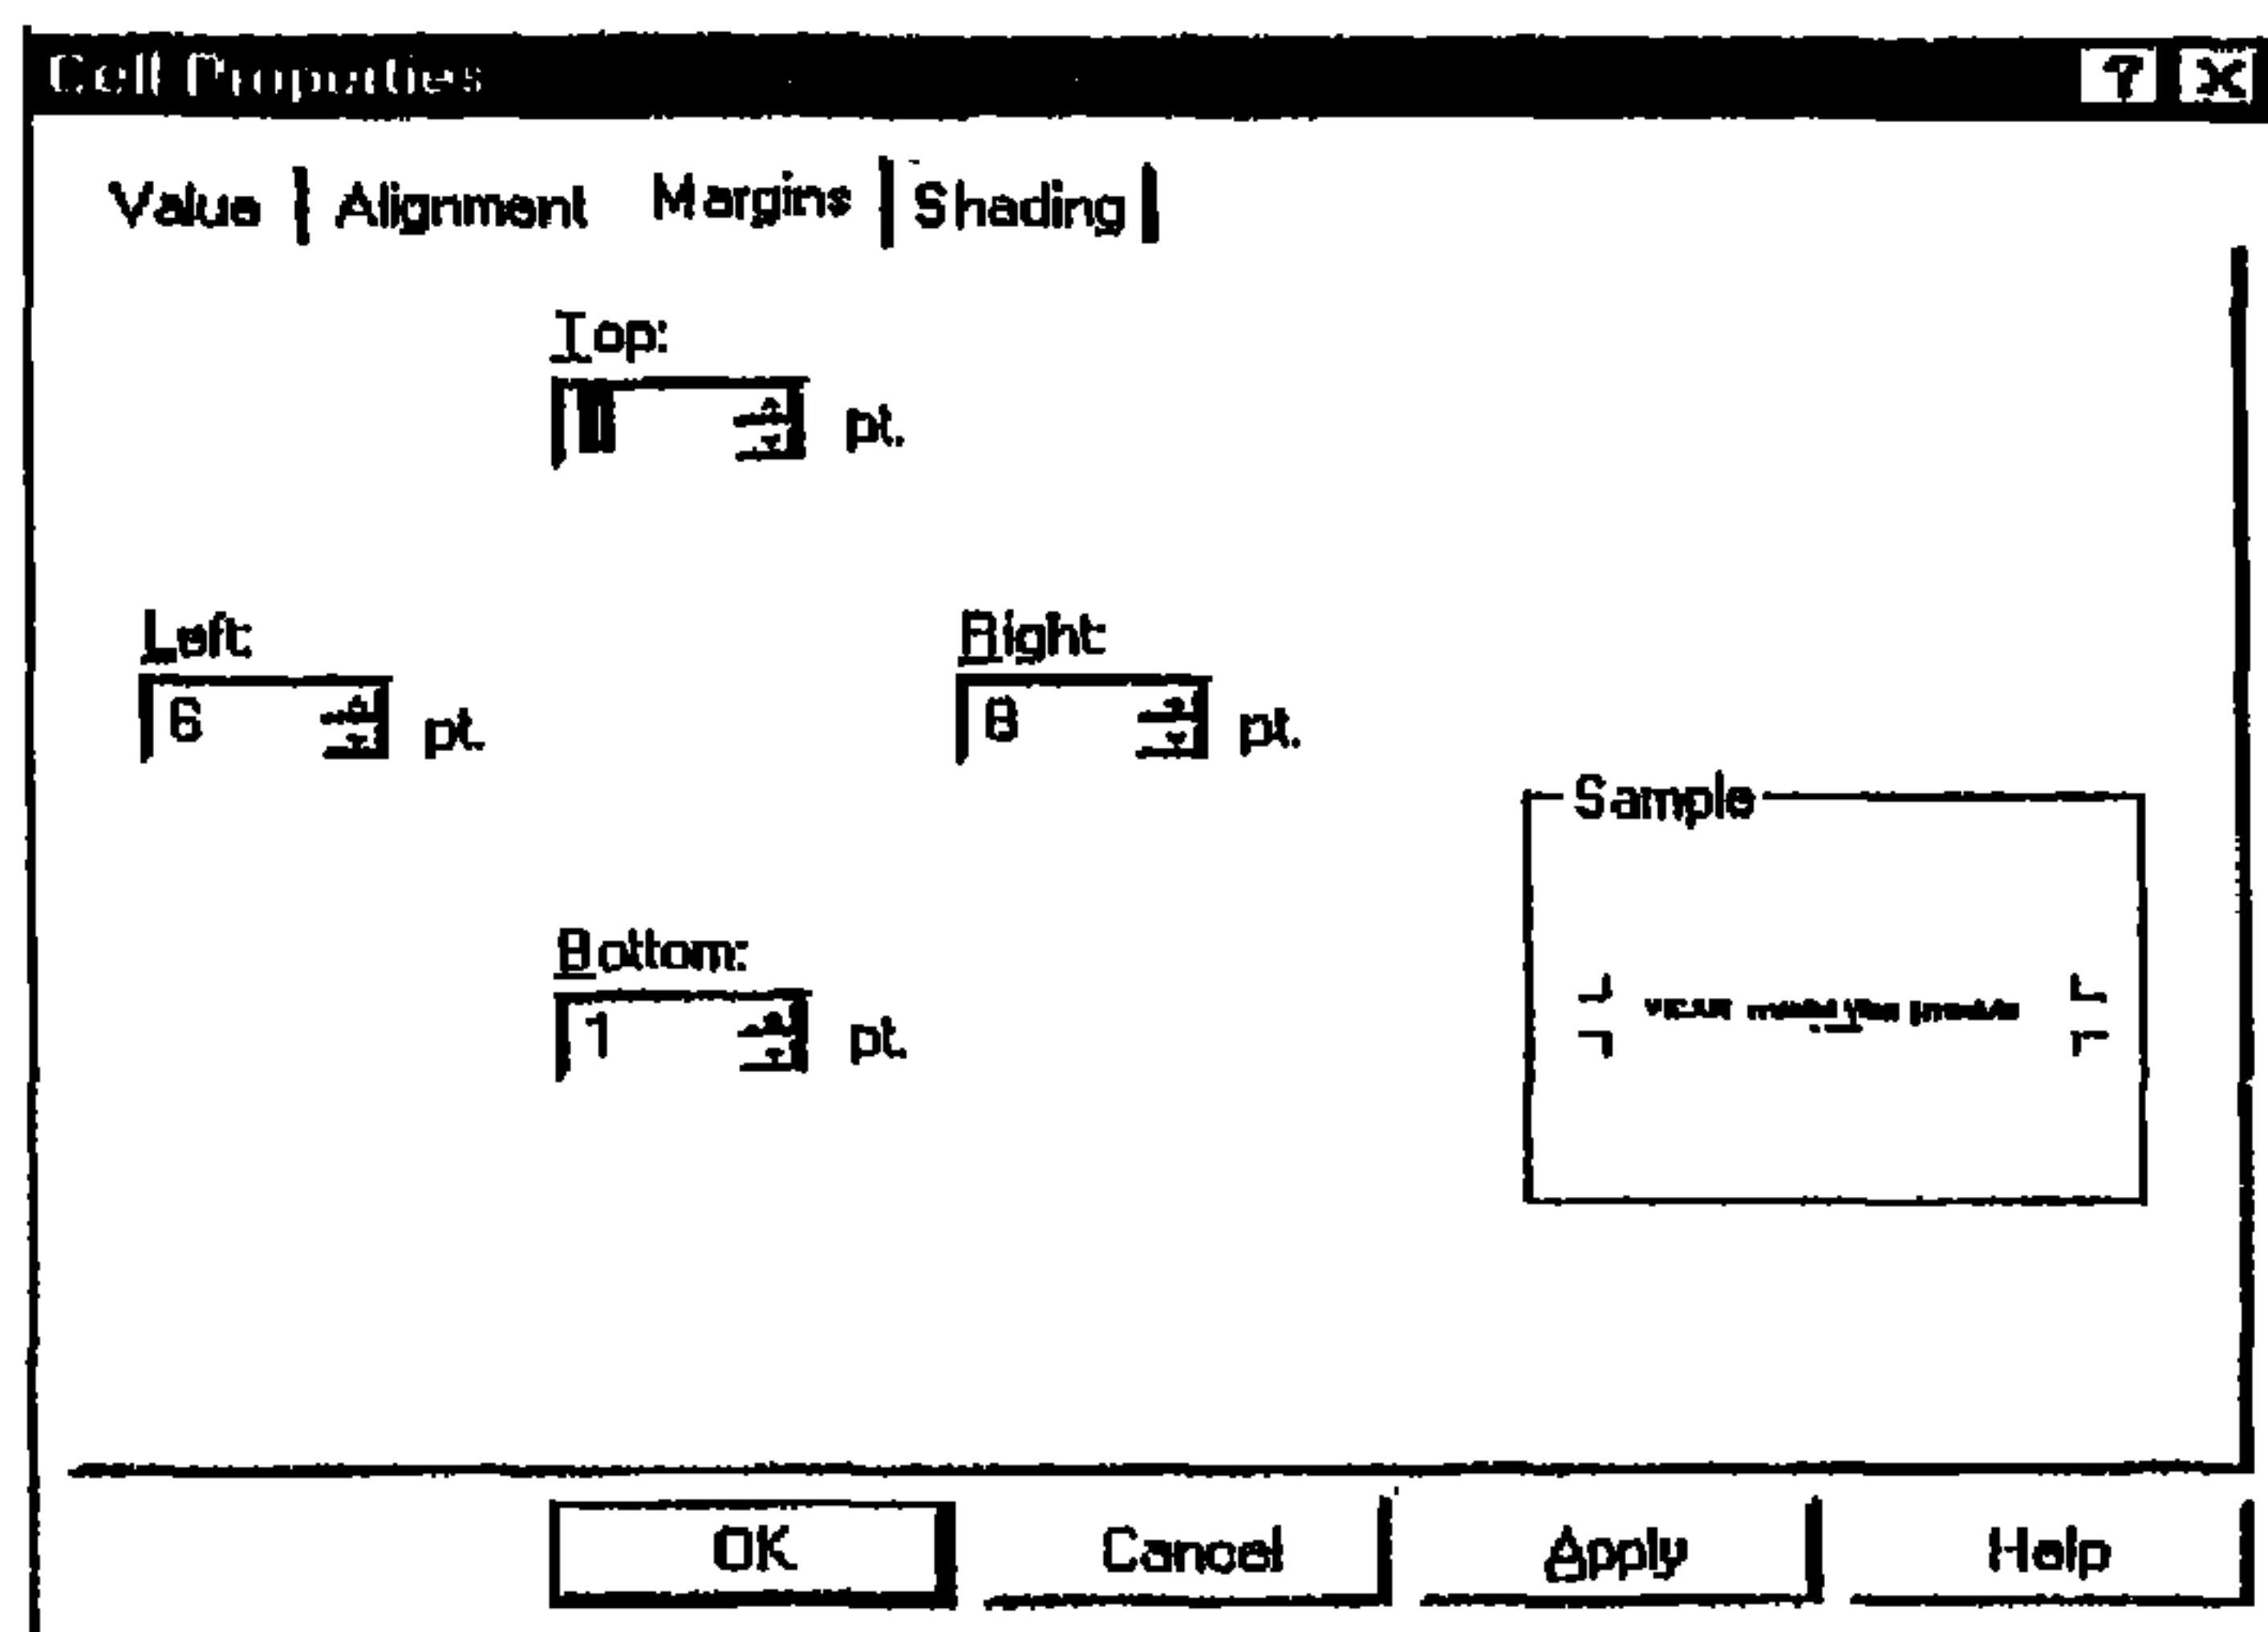 Cell Properties ? X
Value Alignment Margins Shading
Top:
pt.
Left: Right:
6 pt. pt.
Sample
Bottom:
1 pt.
OK Cancel Apply Help